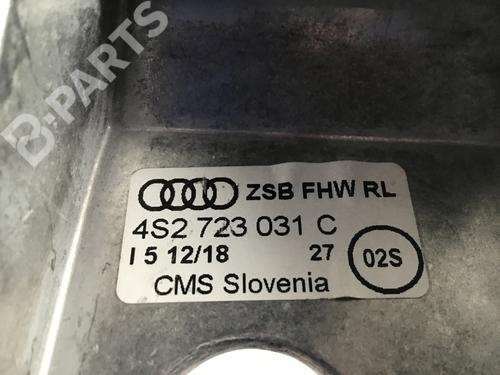 B-PARTS
ZSB FHW RL
4S2 723 031 C
I 5 12/18 27 02S
CMS Slovenia